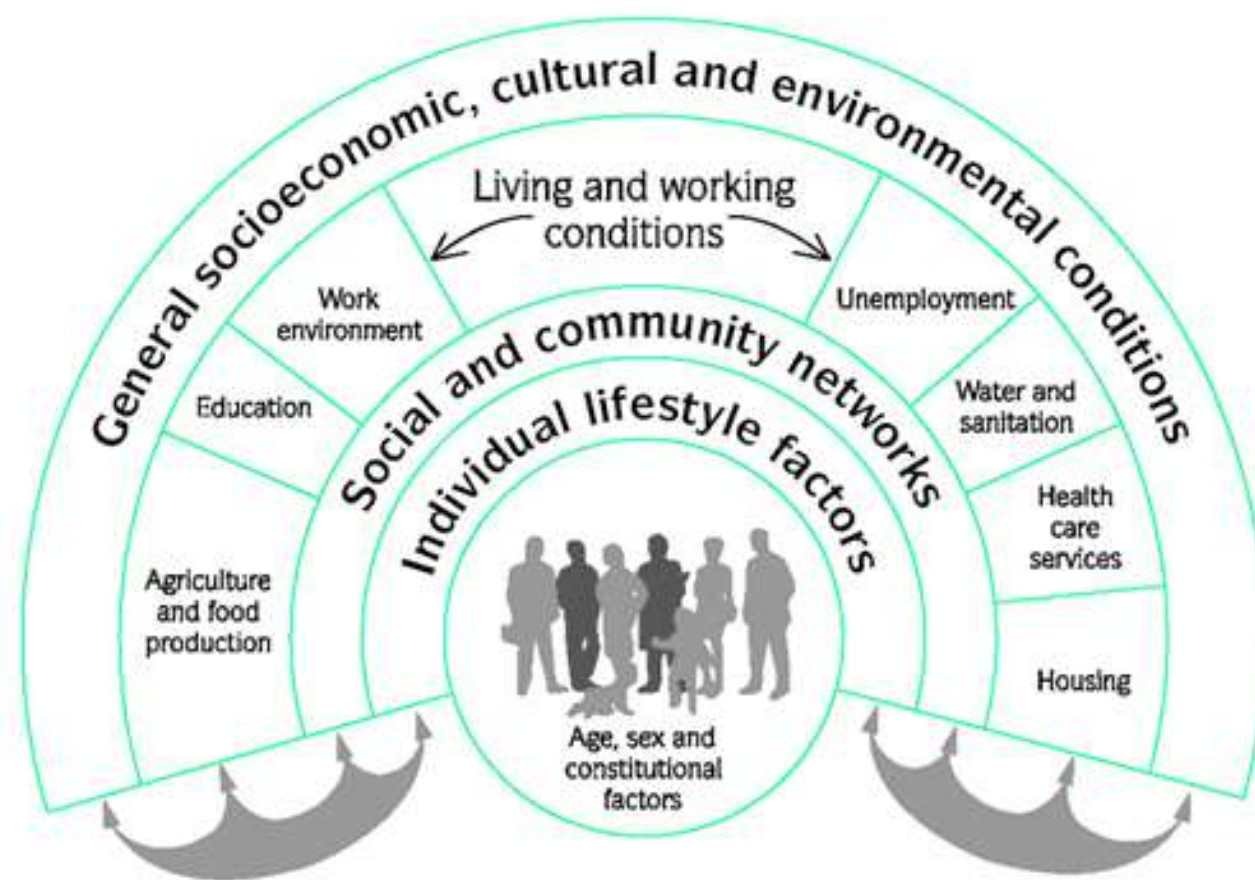 General socioeconomic, cultural and environmental conditions
Living and working
conditions
Work
environment
Unemployment
Education
Water and
sanitation
Agriculture
and food
production
Health
care
services
Housing
Social and community networks
Individual lifestyle factors
Age, sex and
constitutional
factors